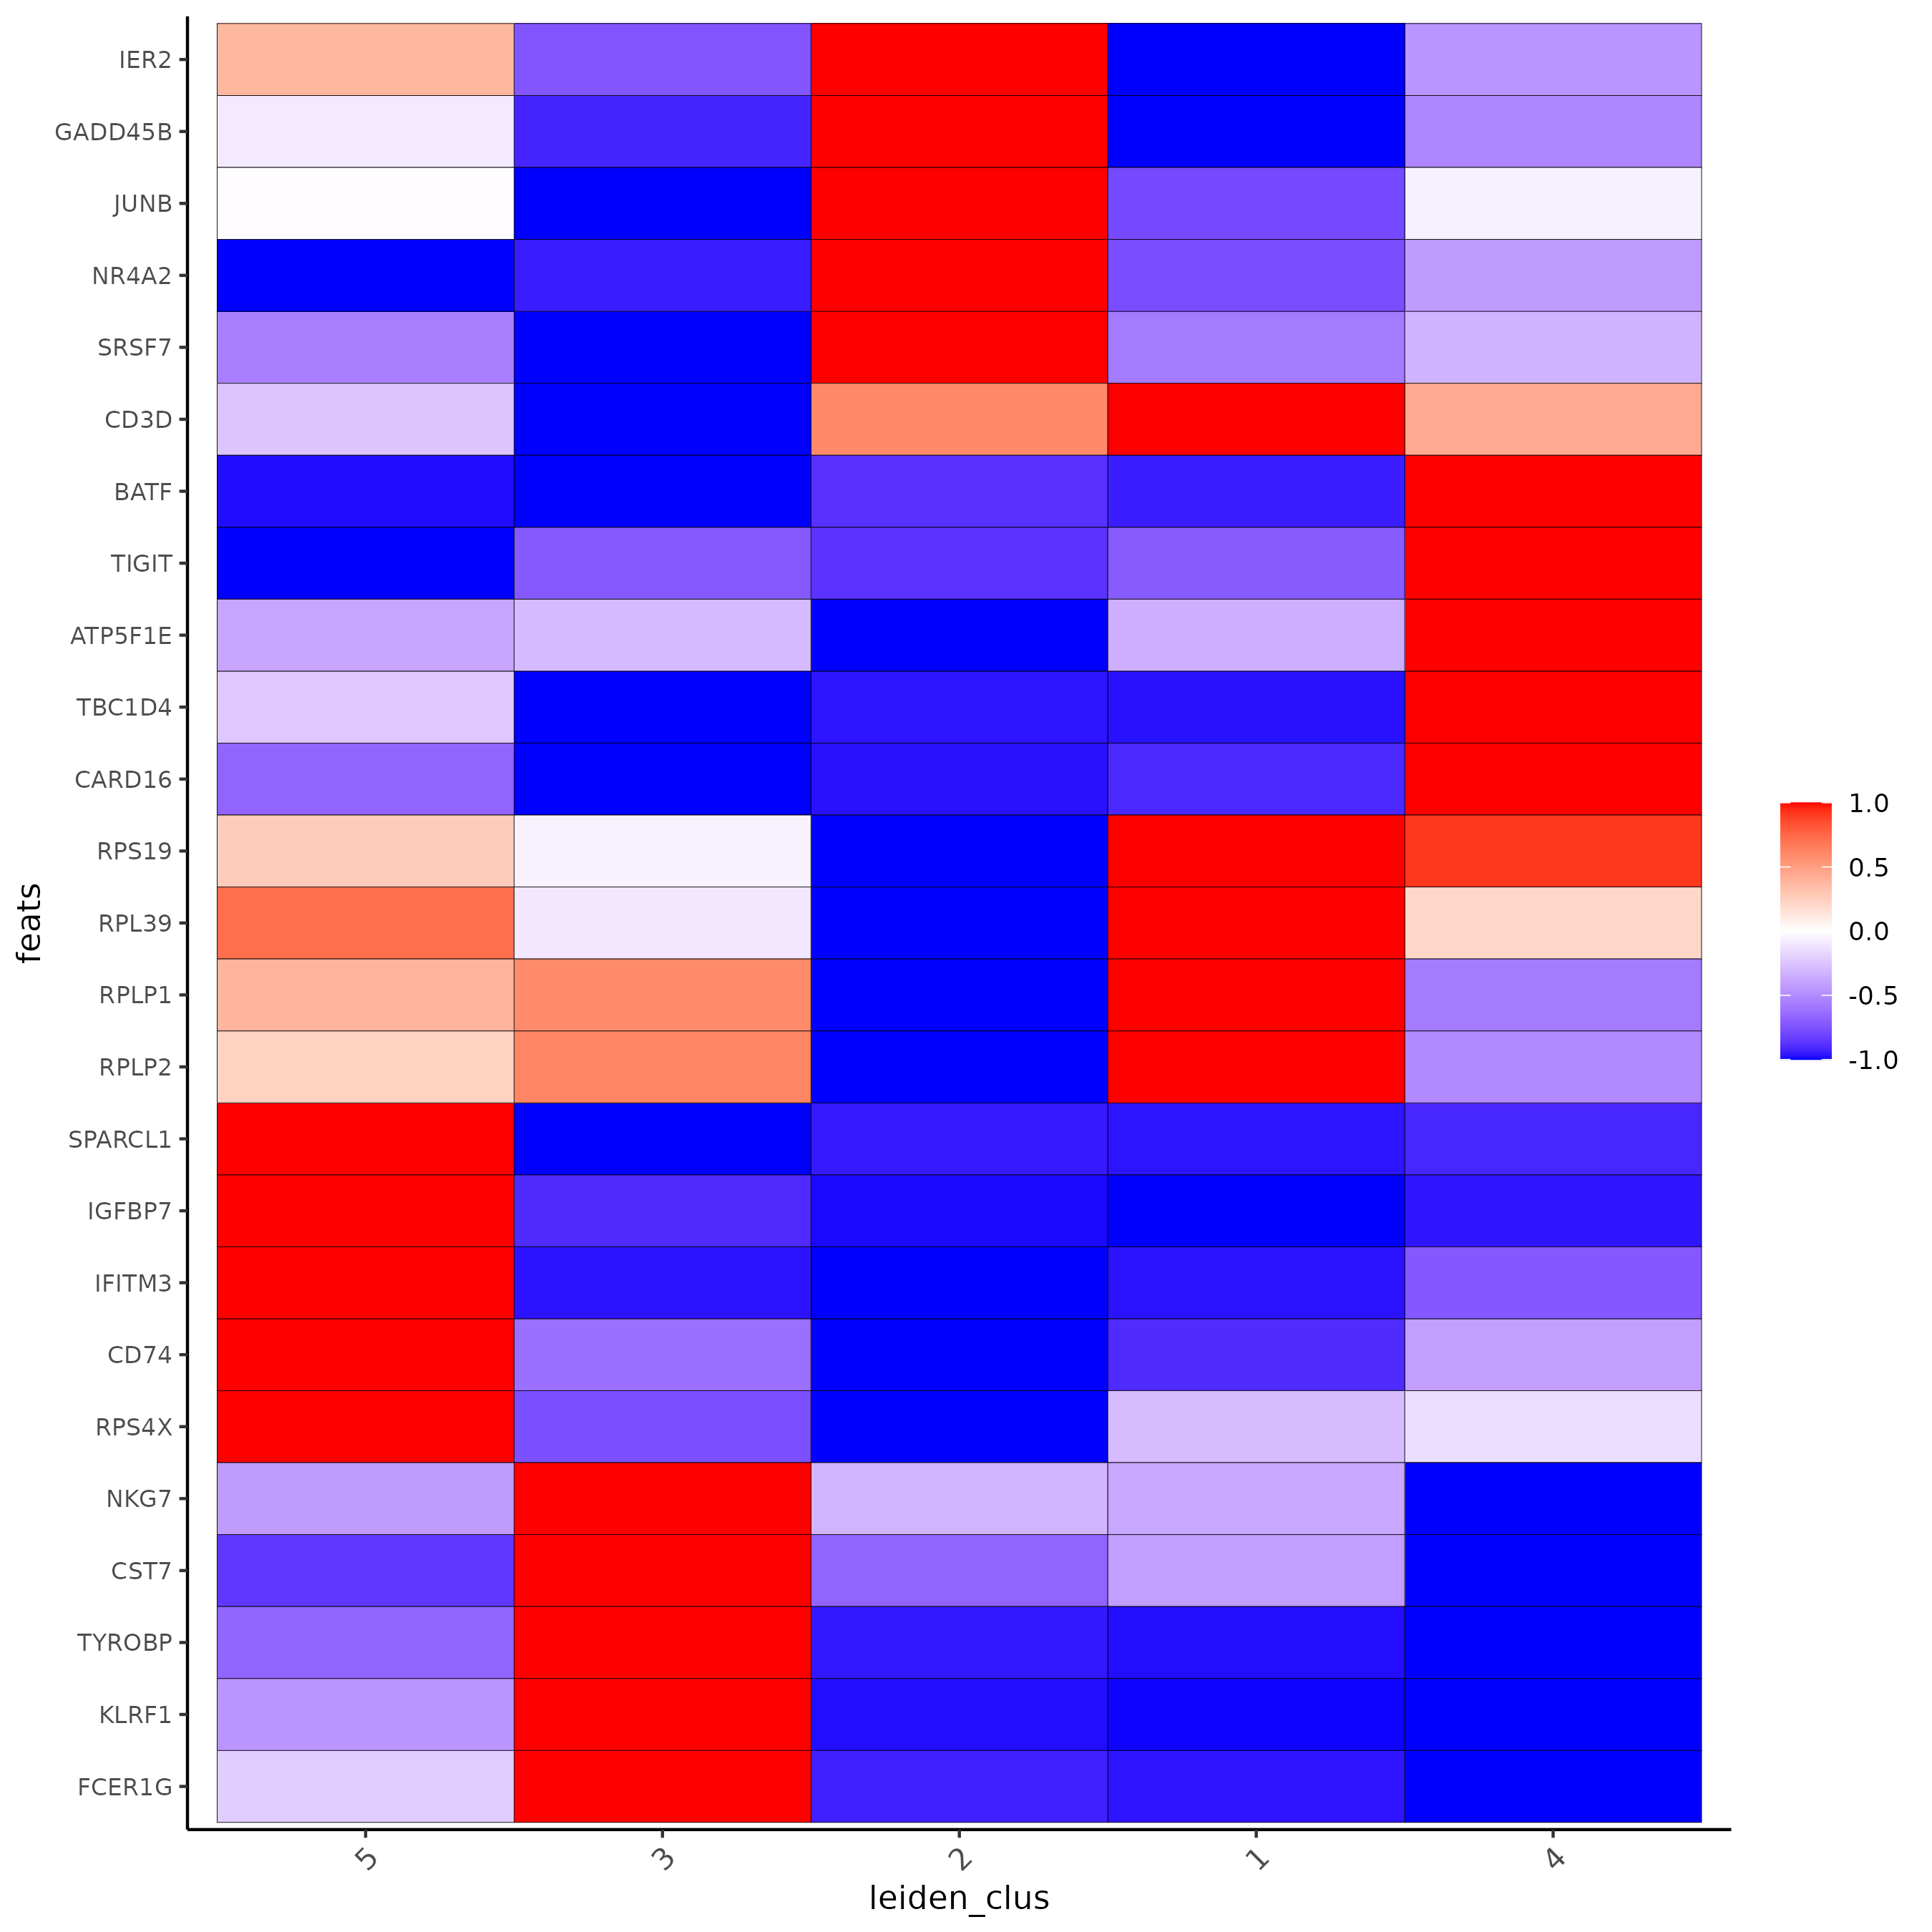 IER2
GADD45B
JUNB
NR4A2
SRSF7
CD3D
BATF
TIGIT
ATP5F1E
TBC1D4
CARD16
RPS19
RPL39
RPLP1
RPLP2
SPARCL1
IGFBP7
IFITM3
CD74
RPS4X
NKG7
CST7
TYROBP
KLRF1
FCER1G
feats
5 3 2 1 4
leiden_clus
1.0
0.5
0.0
-0.5
-1.0